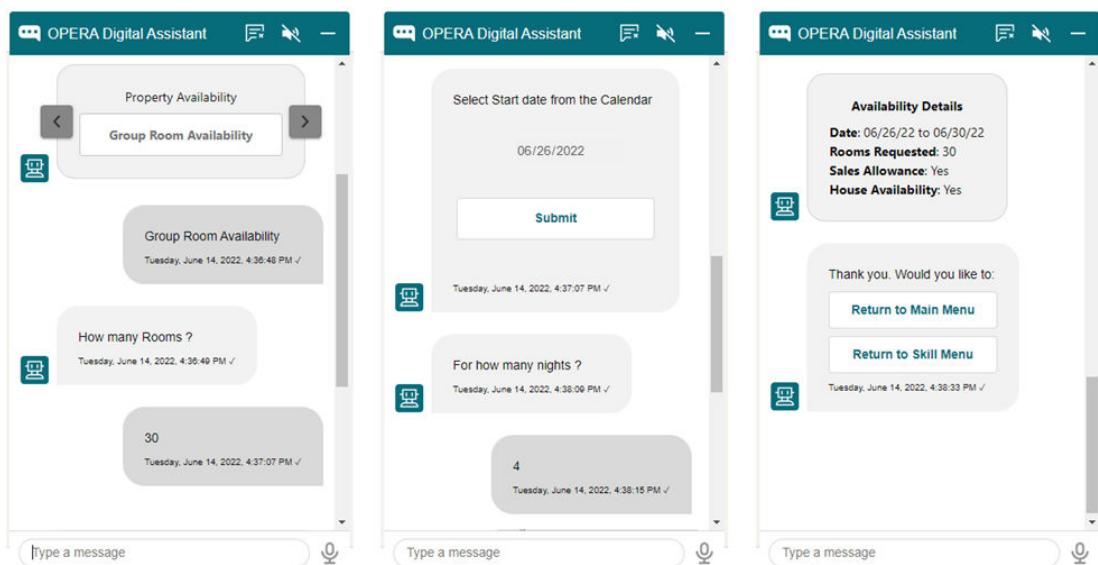 OPERA Digital Assistant
Property Availability
Group Room Availability
Group Room Availability
Tuesday, June 14, 2022, 4:36:48 PM ✓
How many Rooms ?
Tuesday, June 14, 2022, 4:36:49 PM ✓
30
Tuesday, June 14, 2022, 4:37:07 PM ✓
Type a message
OPERA Digital Assistant
Select Start date from the Calendar
06/26/2022
Submit
Tuesday, June 14, 2022, 4:37:07 PM ✓
For how many nights ?
Tuesday, June 14, 2022, 4:38:09 PM ✓
4
Tuesday, June 14, 2022, 4:38:15 PM ✓
Type a message
OPERA Digital Assistant
Availability Details
Date: 06/26/22 to 06/30/22
Rooms Requested: 30
Sales Allowance: Yes
House Availability: Yes
Thank you. Would you like to:
Return to Main Menu
Return to Skill Menu
Tuesday, June 14, 2022, 4:38:33 PM ✓
Type a message